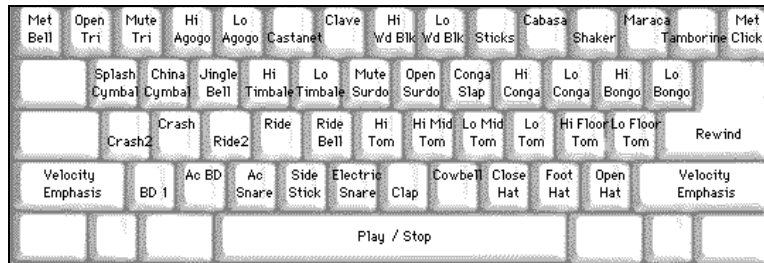 Met Bell Open Tri Mute Tri Hi Agogo Lo Agogo Castanet Clave Hi Wd Blk Lo Wd Blk Sticks Cabasa Shaker Maraca Tamborine Met Click
Splash Cymbal China Cymbal Jingle Bell Hi Timbale Lo Timbale Mute Surdo Open Surdo Conga Slap Hi Conga Lo Conga Hi Bongo Lo Bongo
Crash2 Crash Ride2 Ride Ride Bell Hi Tom Hi Mid Tom Lo Mid Tom Lo Tom Hi Floor Tom Lo Floor Tom Rewind
Velocity Emphasis BD 1 Ac BD Ac Snare Side Stick Electric Snare Clap Cowbell Close Hat Foot Hat Open Hat Velocity Emphasis
Play / Stop